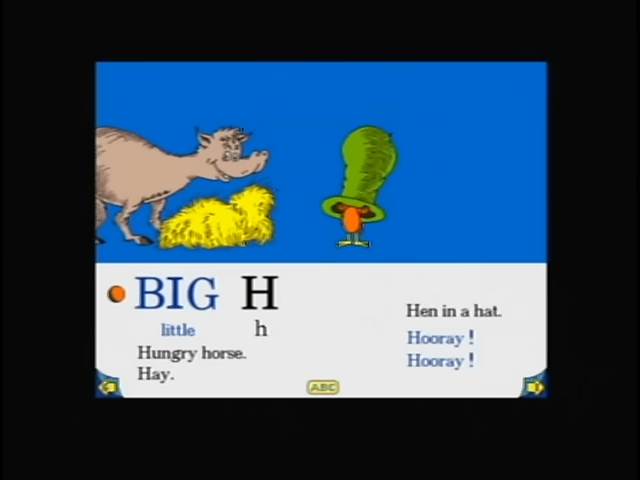 BIG H
little h
Hungry horse.
Hay.
Hen in a hat.
Hooray !
Hooray !
ABC